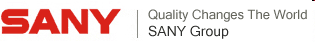 SANY
Quality Changes The World
SANY Group